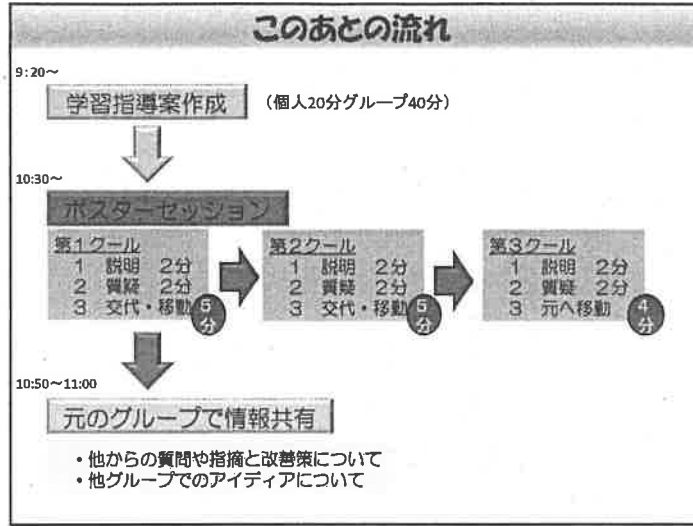 このあとの流れ
9:20～
学習指導案作成 （個人20分グループ40分）
10:30～
ポスターセッション
第1クール
1 説明 2分
2 質疑 2分
3 交代・移動
5分
第2クール
1 説明 2分
2 質疑 2分
3 交代・移動
5分
第3クール
1 説明 2分
2 質疑 2分
3 元へ移動
4分
10:50～11:00
元のグループで情報共有
・他からの質問や指摘と改善策について
・他グループでのアイディアについて